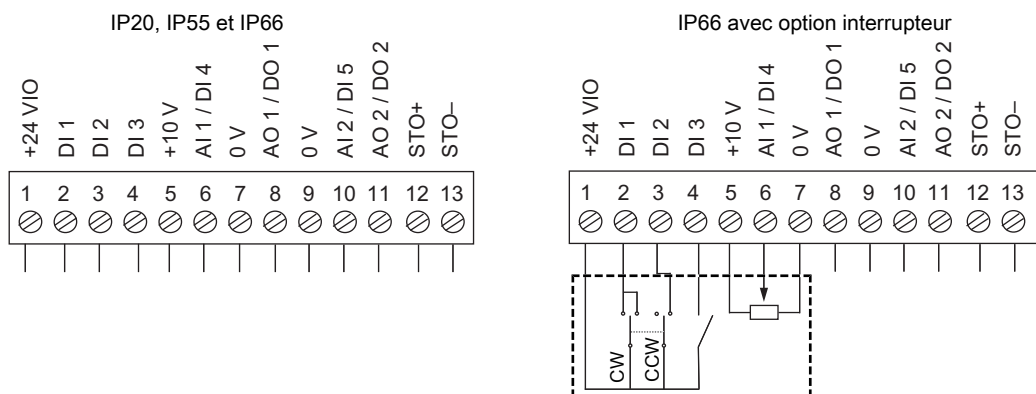 IP20, IP55 et IP66
+24 VIO
DI 1
DI 2
DI 3
+10 V
AI 1 / DI 4
0 V
AO 1 / DO 1
0 V
AI 2 / DI 5
AO 2 / DO 2
STO+
STO–
1 2 3 4 5 6 7 8 9 10 11 12 13
IP66 avec option interrupteur
+24 VIO
DI 1
DI 2
DI 3
+10 V
AI 1 / DI 4
0 V
AO 1 / DO 1
0 V
AI 2 / DI 5
AO 2 / DO 2
STO+
STO–
1 2 3 4 5 6 7 8 9 10 11 12 13
CW
CCW